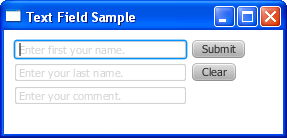 Text Field Sample
Enter first your name.
Submit
Enter your last name.
Clear
Enter your comment.